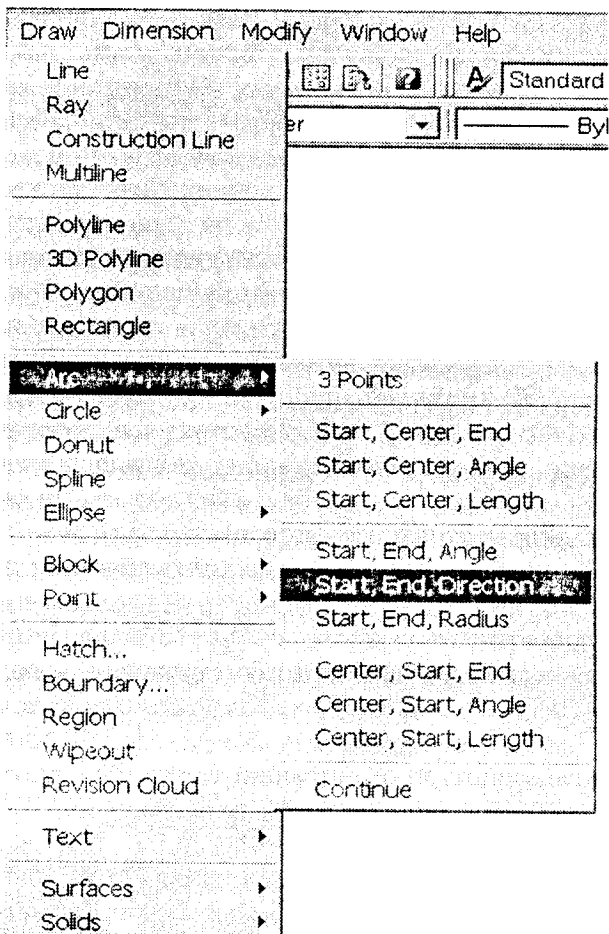 Draw Dimension Modify Window Help
Line
Standard
Ray
er
Byl
Construction Line
Multiline
Polyline
3D Polyline
Polygon
Rectangle
Arc
Circle
Donut
Spline
Ellipse
Block
Point
Hatch...
Boundary...
Region
Wipeout
Revision Cloud
Text
Surfaces
Solids
3 Points
Start, Center, End
Start, Center, Angle
Start, Center, Length
Start, End, Angle
Start, End, Direction
Start, End, Radius
Center, Start, End
Center, Start, Angle
Center, Start, Length
Continue